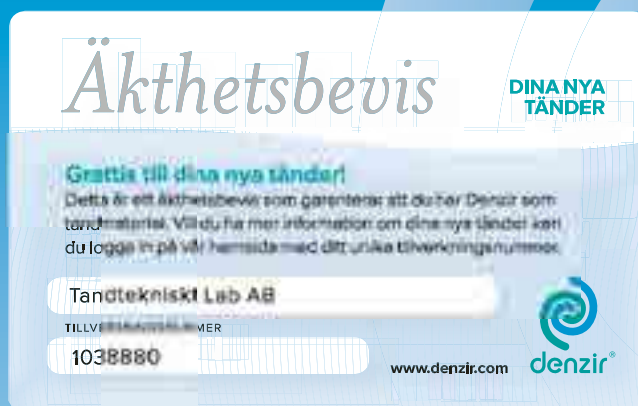 Äkthetsbevis
DINA NYA
TÄNDER
Grattis till dina nya tänder!
Detta är ett äkthetsbevis som garanterar att du har Denzir som
tandmaterial. Vill du ha mer information om dina nya tänder kan
du logga in på vår hemsida med ditt unika tillverkningsnummer.
Tandtekniskt Lab AB
TILLVERKNINGSNUMMER
1038880
www.denzir.com
denzir®